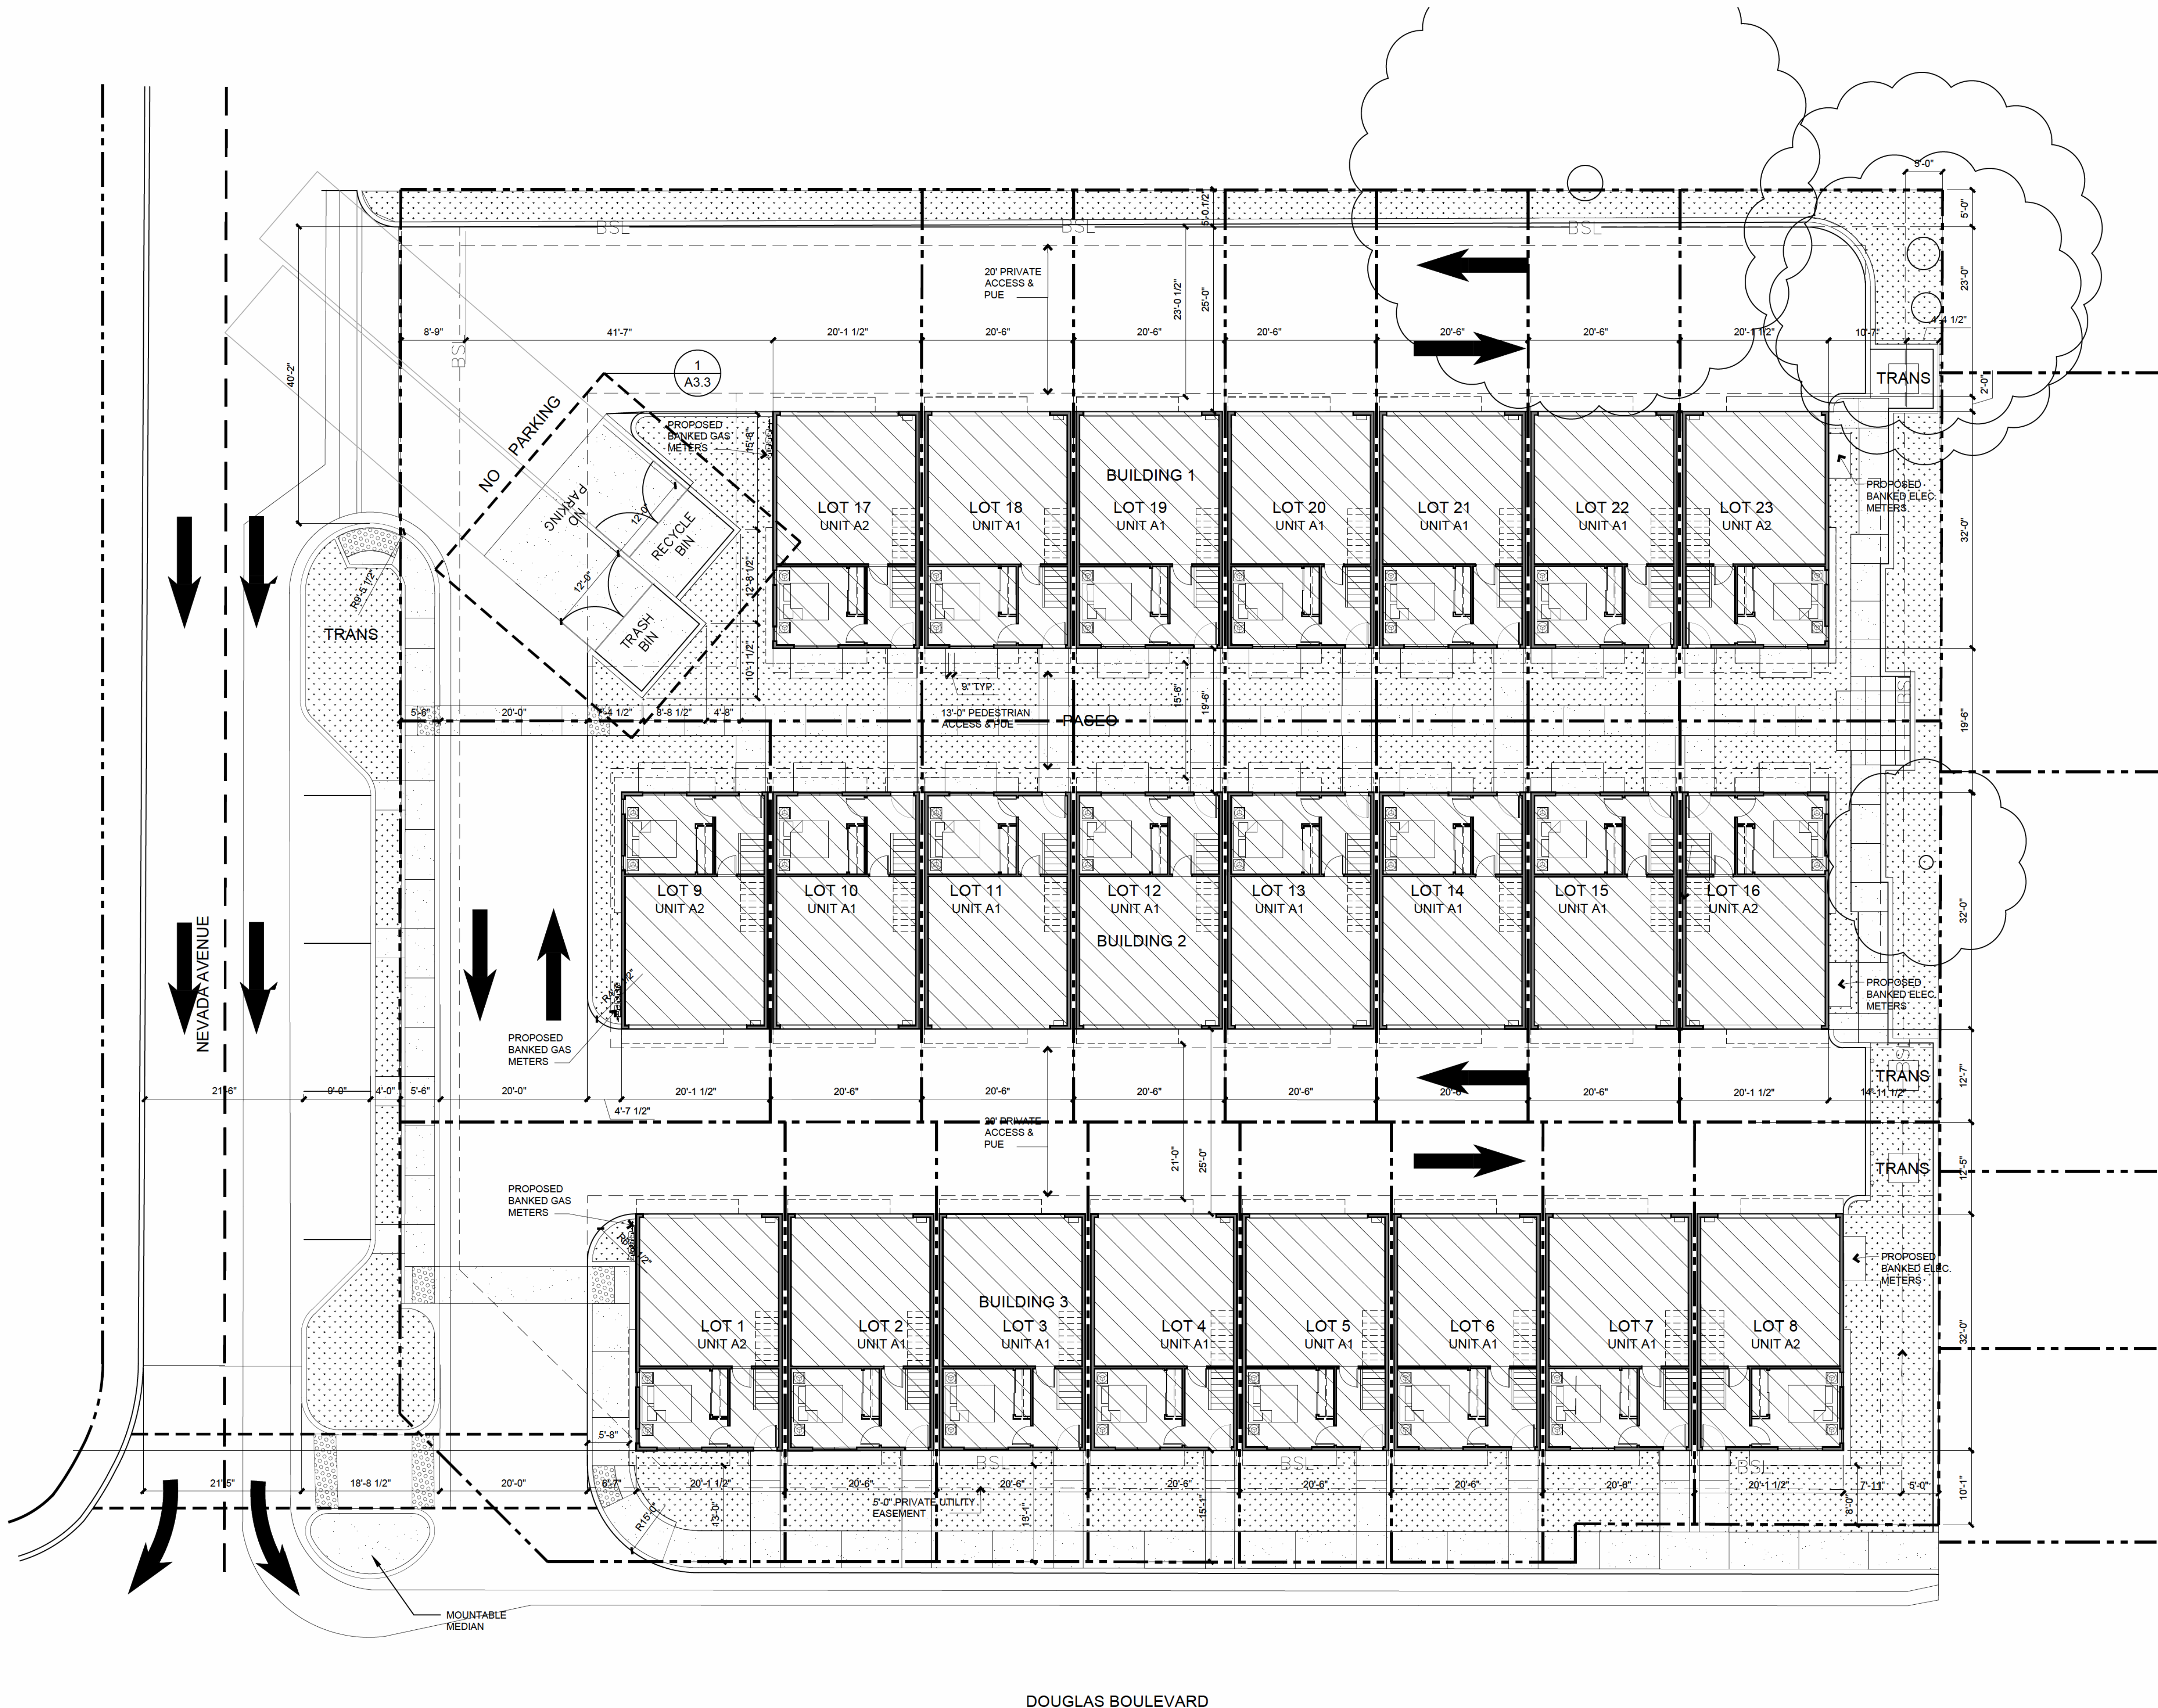 5'-0"
5'-0 1/2"
5'-0"
BSL
BSL
BSL
20' PRIVATE
ACCESS &
PUE
23'-0 1/2"
25'-0"
23'-0"
4'-4 1/2"
8'-9"
41'-7"
20'-1 1/2"
20'-6"
20'-6"
20'-6"
20'-6"
20'-6"
20'-1 1/2"
10'-7"
BSL
40'-2"
1
A3.3
TRANS
2'-0"
NO PARKING
NO
PARKING
PROPOSED
BANKED GAS
METERS
15'-8"
BUILDING 1
LOT 17
UNIT A2
LOT 18
UNIT A1
LOT 19
UNIT A1
LOT 20
UNIT A1
LOT 21
UNIT A1
LOT 22
UNIT A1
LOT 23
UNIT A2
PROPOSED
BANKED ELEC.
METERS
32'-0"
12'-0"
RECYCLE
BIN
12'-0"
12'-8 1/2"
TRASH
BIN
10'-1 1/2"
R9'-5 1/2"
TRANS
9" TYP.
15'-6"
19'-6"
19'-6"
5'-6"
20'-0"
8'-8 1/2"
4'-8"
13'-0" PEDESTRIAN
ACCESS & PUE
PASEO
LOT 9
UNIT A2
LOT 10
UNIT A1
LOT 11
UNIT A1
LOT 12
UNIT A1
LOT 13
UNIT A1
LOT 14
UNIT A1
LOT 15
UNIT A1
LOT 16
UNIT A2
BUILDING 2
32'-0"
NEVADA AVENUE
PROPOSED
BANKED ELEC.
METERS
PROPOSED
BANKED GAS
METERS
TRANS
12'-7"
21'-6"
9'-0"
4'-0"
5'-6"
20'-0"
4'-7 1/2"
20'-1 1/2"
20'-6"
20'-6"
20'-6"
20'-6"
20'-6"
20'-6"
20'-1 1/2"
14'-11 1/2"
20' PRIVATE
ACCESS &
PUE
21'-0"
25'-0"
TRANS
12'-5"
PROPOSED
BANKED GAS
METERS
PROPOSED
BANKED ELEC.
METERS
BUILDING 3
LOT 1
UNIT A2
LOT 2
UNIT A1
LOT 3
UNIT A1
LOT 4
UNIT A1
LOT 5
UNIT A1
LOT 6
UNIT A1
LOT 7
UNIT A1
LOT 8
UNIT A2
32'-0"
5'-8"
BSL
BSL
BSL
21'-5"
18'-8 1/2"
20'-0"
6'-7"
20'-1 1/2"
20'-6"
20'-6"
20'-6"
20'-6"
20'-6"
20'-6"
20'-1 1/2"
7'-11"
5'-0"
10'-1"
R15'-0"
13'-0"
5'-0" PRIVATE UTILITY
EASEMENT
13'-1"
15'-1"
8'-0"
MOUNTABLE
MEDIAN
DOUGLAS BOULEVARD